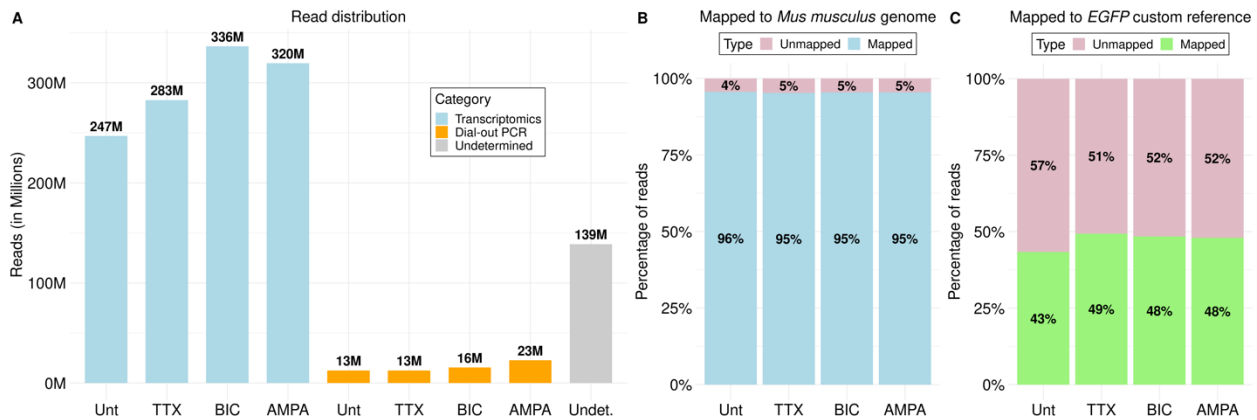 A
Read distribution
Reads (in Millions)
300M
200M
100M
0M
247M
283M
336M
320M
13M
13M
16M
23M
139M
Category
Transcriptomics
Dial-out PCR
Undetermined
Unt TTX BIC AMPA Unt TTX BIC AMPA Undet.
B
Mapped to Mus musculus genome
Type Unmapped Mapped
Percentage of reads
100%
75%
50%
25%
0%
4% 5% 5% 5%
96% 95% 95% 95%
Unt TTX BIC AMPA
C
Mapped to EGFP custom reference
Type Unmapped Mapped
Percentage of reads
100%
75%
50%
25%
0%
57% 51% 52% 52%
43% 49% 48% 48%
Unt TTX BIC AMPA